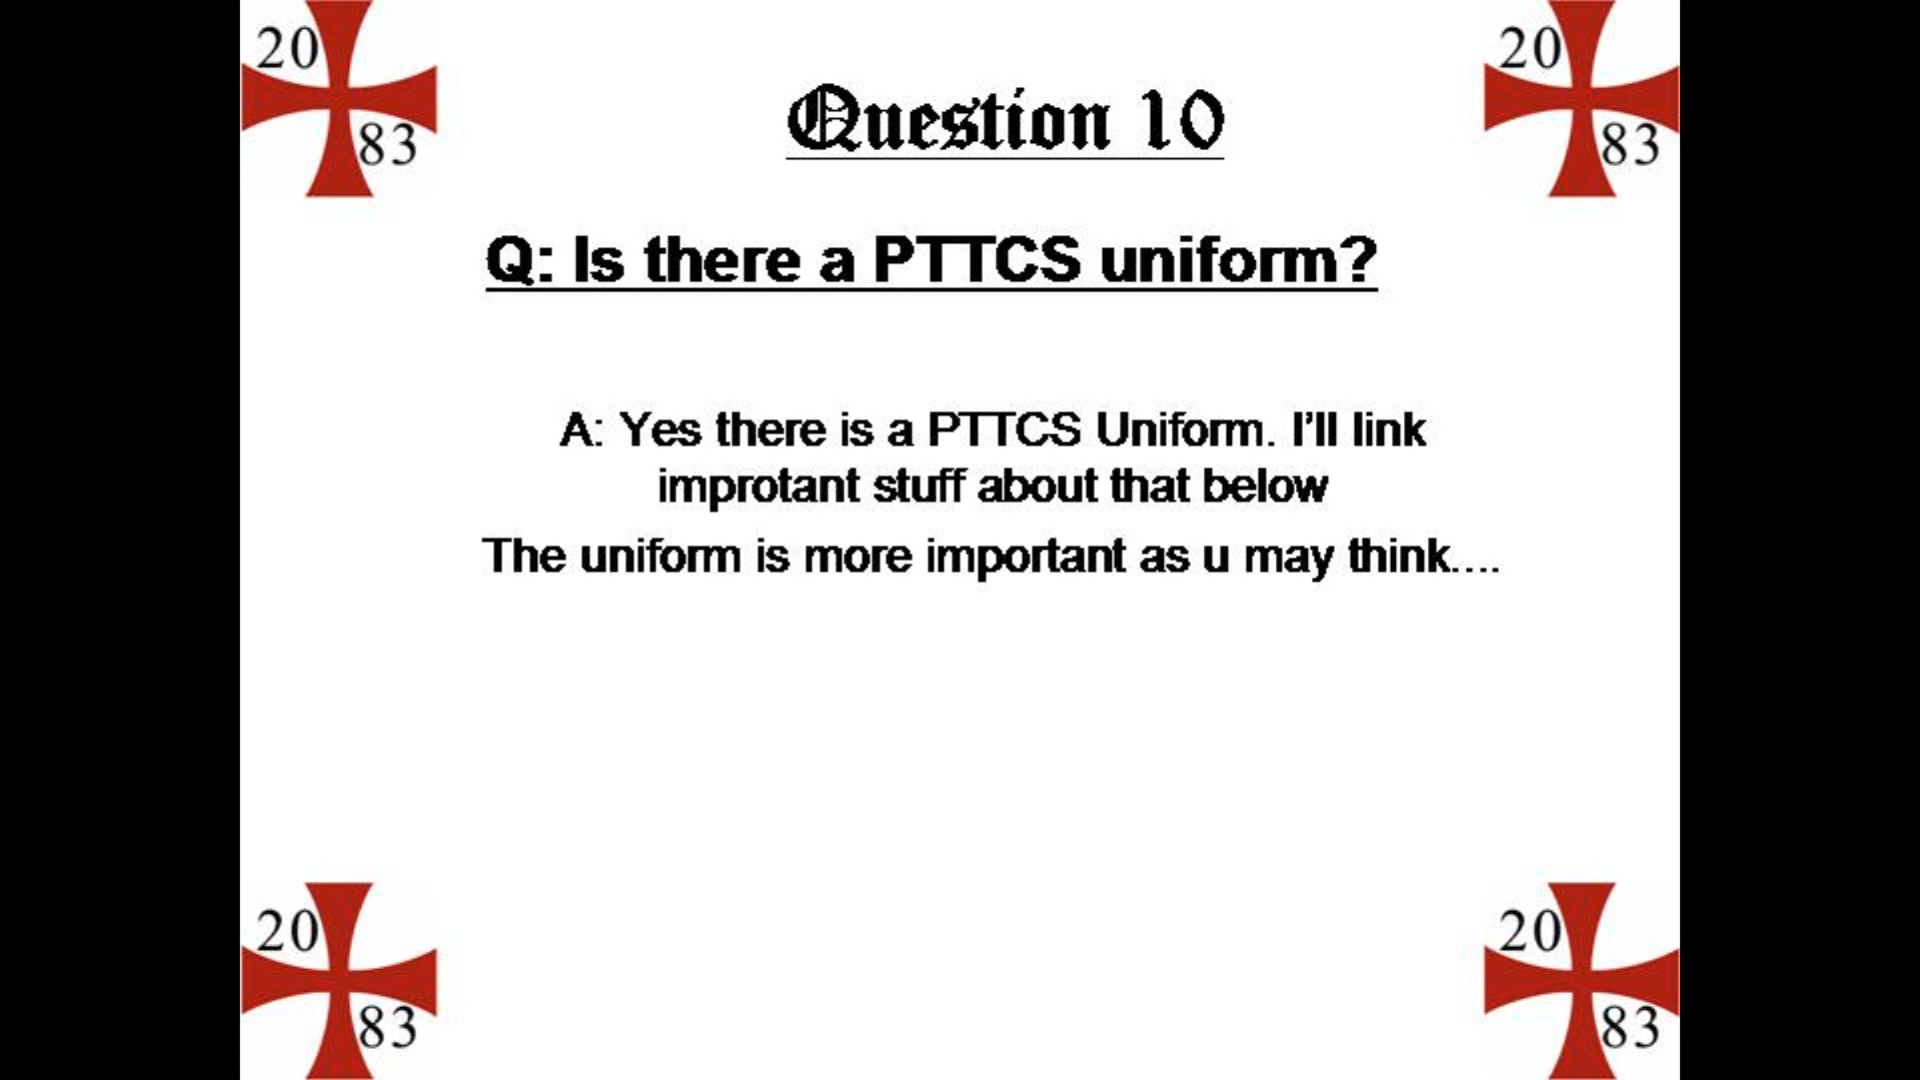 20
83
20
83
Question 10
Q: Is there a PTTCS uniform?
A: Yes there is a PTTCS Uniform. I'll link
improtant stuff about that below
The uniform is more important as u may think....
20
83
20
83